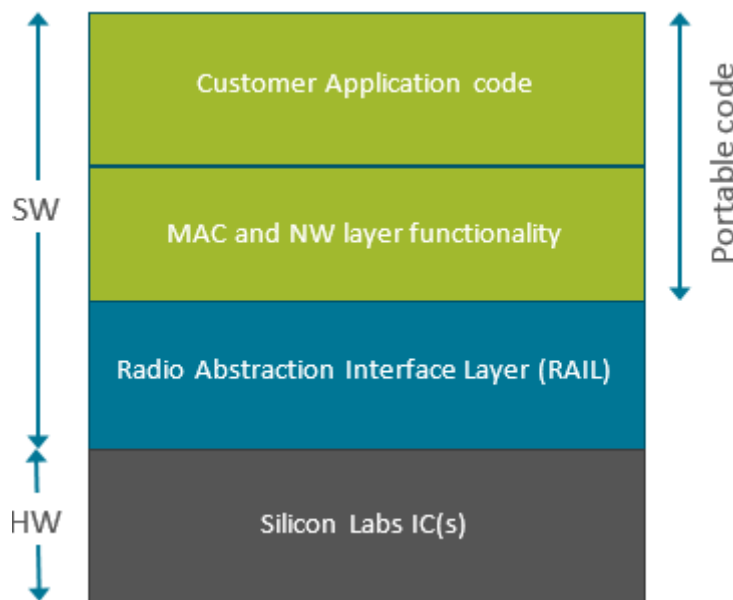 Customer Application code
MAC and NW layer functionality
Radio Abstraction Interface Layer (RAIL)
Silicon Labs IC(s)
SW
HW
Portable code